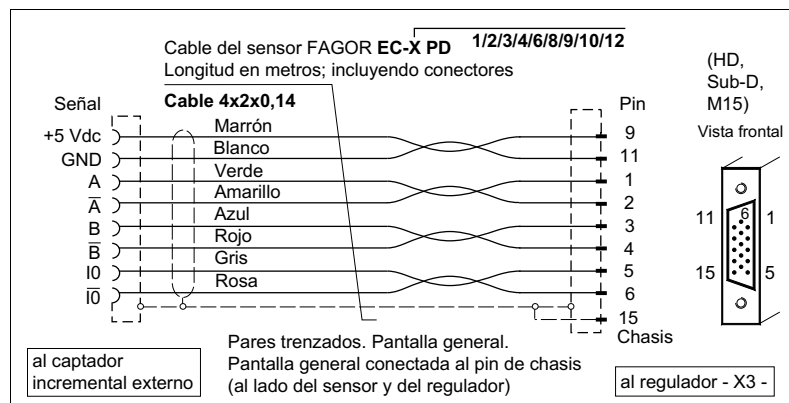 Cable del sensor FAGOR EC-X PD 1/2/3/4/6/8/9/10/12
Longitud en metros; incluyendo conectores
Cable 4x2x0,14
(HD,
Sub-D,
M15)
Vista frontal
Señal
Pin
+5 Vdc Marrón 9
GND Blanco 11
A Verde 1
A̅ Amarillo 2
B Azul 3
B̅ Rojo 4
I0 Gris 5
I̅0̅ Rosa 6
15
Chasis
11 6 1
15 5
Pares trenzados. Pantalla general.
Pantalla general conectada al pin de chasis
(al lado del sensor y del regulador)
al captador
incremental externo
al regulador - X3 -